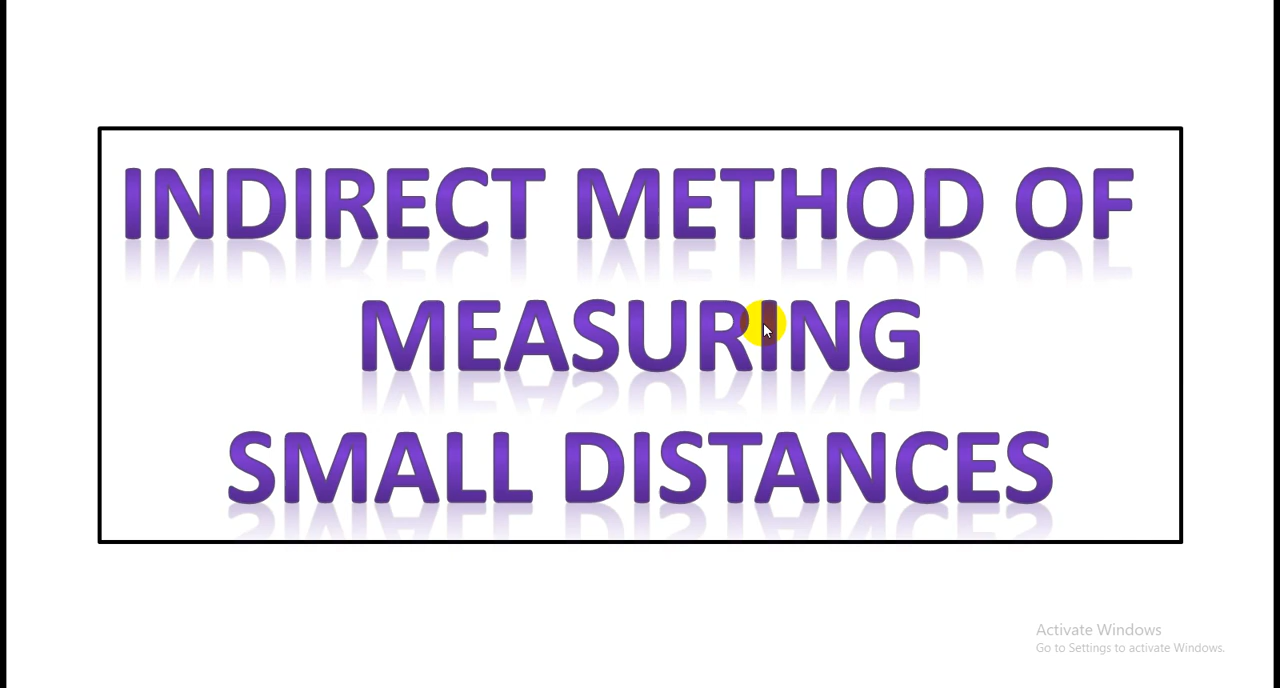 INDIRECT METHOD OF
MEASURING
SMALL DISTANCES
Activate Windows
Go to Settings to activate Windows.